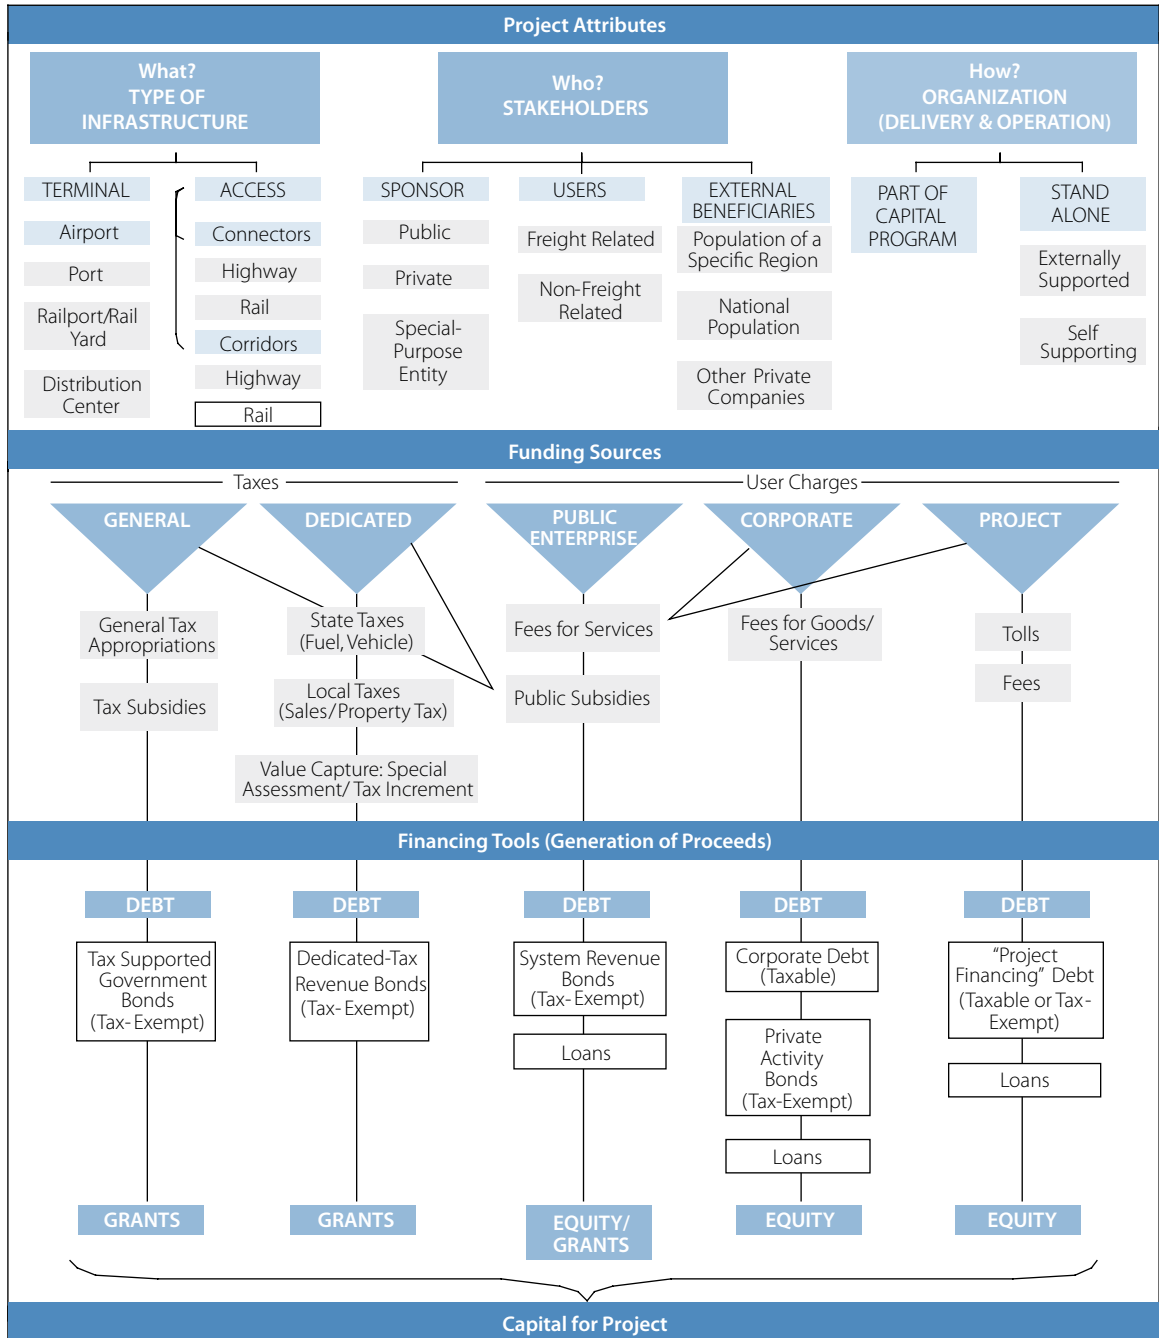 Project Attributes
What?
TYPE OF
INFRASTRUCTURE
TERMINAL
Airport
Port
Railport/Rail
Yard
Distribution
Center
ACCESS
Connectors
Highway
Rail
Corridors
Highway
Rail
Who?
STAKEHOLDERS
SPONSOR
Public
Private
Special-
Purpose
Entity
USERS
Freight Related
Non-Freight
Related
EXTERNAL
BENEFICIARIES
Population of a
Specific Region
National
Population
Other Private
Companies
How?
ORGANIZATION
(DELIVERY & OPERATION)
PART OF
CAPITAL
PROGRAM
STAND
ALONE
Externally
Supported
Self
Supporting
Funding Sources
Taxes
User Charges
GENERAL
General Tax
Appropriations
Tax Subsidies
DEDICATED
State Taxes
(Fuel, Vehicle)
Local Taxes
(Sales/Property Tax)
Value Capture: Special
Assessment/ Tax Increment
PUBLIC
ENTERPRISE
Fees for Services
Public Subsidies
CORPORATE
Fees for Goods/
Services
PROJECT
Tolls
Fees
Financing Tools (Generation of Proceeds)
DEBT
Tax Supported
Government
Bonds
(Tax-Exempt)
GRANTS
DEBT
Dedicated-Tax
Revenue Bonds
(Tax-Exempt)
GRANTS
DEBT
System Revenue
Bonds
(Tax-Exempt)
Loans
EQUITY/
GRANTS
DEBT
Corporate Debt
(Taxable)
Private
Activity
Bonds
(Tax-Exempt)
Loans
EQUITY
DEBT
"Project
Financing" Debt
(Taxable or Tax-
Exempt)
Loans
EQUITY
Capital for Project